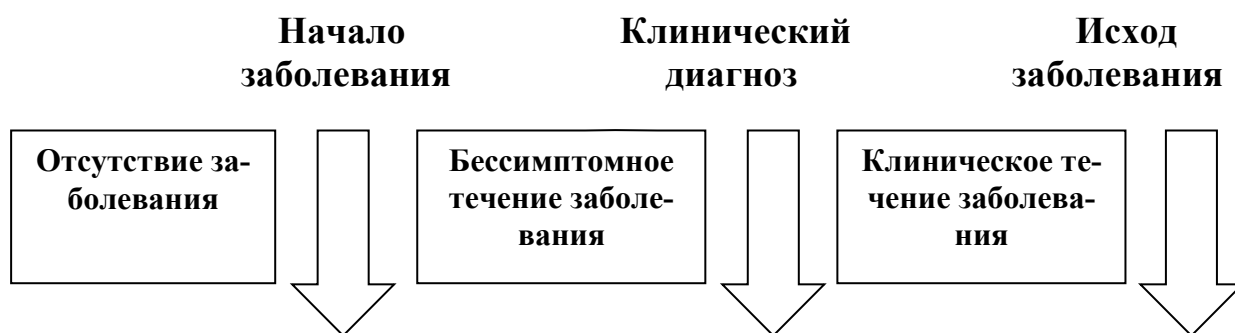 Начало
заболевания
Клинический
диагноз
Исход
заболевания
Отсутствие за-
болевания
Бессимптомное
течение заболе-
вания
Клиническое те-
чение заболева-
ния